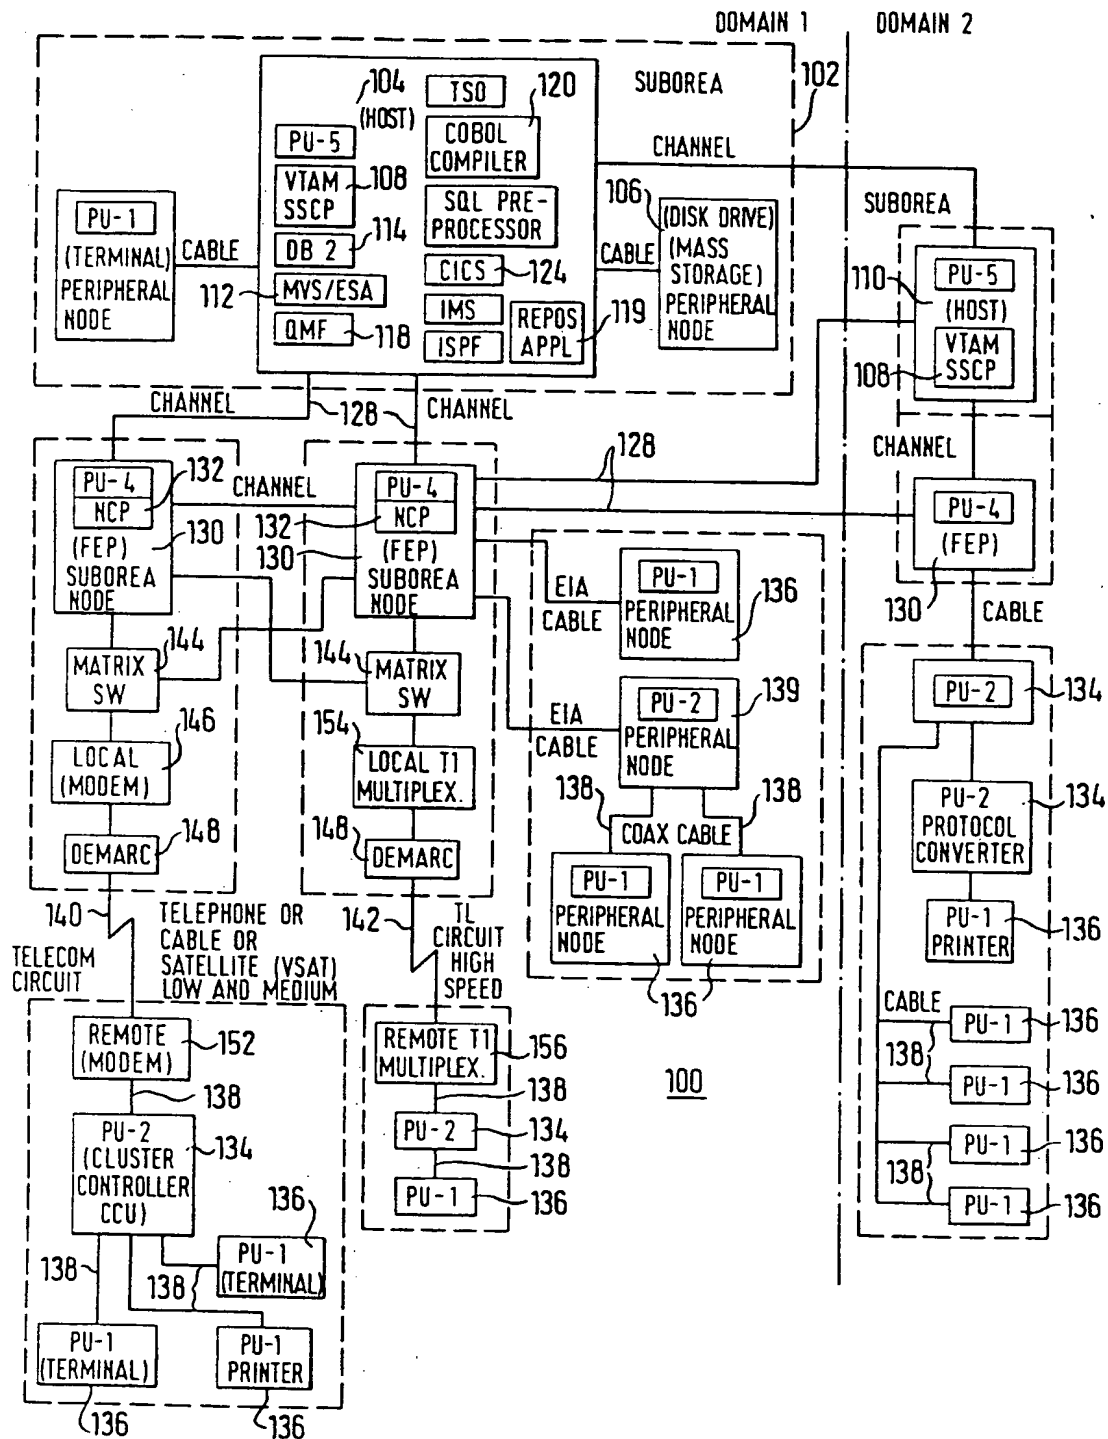 DOMAIN 1
DOMAIN 2
SUBOREA
102
104
(HOST)
TSO
120
COBOL
COMPILER
PU-5
VTAM
SSCP
108
SQL PRE-
PROCESSOR
DB 2
114
CICS
124
112
MVS/ESA
IMS
QMF
118
ISPF
REPOS
APPL
119
PU-1
(TERMINAL)
PERIPHERAL
NODE
CABLE
CHANNEL
106
(DISK DRIVE)
(MASS
STORAGE)
PERIPHERAL
NODE
CABLE
SUBOREA
110
PU-5
(HOST)
VTAM
SSCP
108
CHANNEL
128
CHANNEL
CHANNEL
PU-4
NCP
132
(FEP)
130
SUBOREA
NODE
CHANNEL
PU-4
NCP
132
(FEP)
130
SUBOREA
NODE
128
PU-4
(FEP)
130
CABLE
144
MATRIX
SW
144
MATRIX
SW
EIA
CABLE
PU-1
PERIPHERAL
NODE
136
146
LOCAL
(MODEM)
154
LOCAL T1
MULTIPLEX.
EIA
CABLE
PU-2
PERIPHERAL
NODE
139
148
DEMARC
148
DEMARC
138
138
COAX CABLE
PU-1
PERIPHERAL
NODE
PU-1
PERIPHERAL
NODE
136
PU-2
134
PU-2
PROTOCOL
CONVERTER
134
PU-1
PRINTER
136
CABLE
138
PU-1
136
PU-1
136
138
PU-1
136
PU-1
136
140
TELECOM
CIRCUIT
TELEPHONE OR
CABLE OR
SATELLITE (VSAT)
LOW AND MEDIUM
142
TL
CIRCUIT
HIGH
SPEED
REMOTE
(MODEM)
152
138
PU-2
(CLUSTER
CONTROLLER
CCU)
134
138
138
136
PU-1
(TERMINAL)
PU-1
(TERMINAL)
136
PU-1
PRINTER
136
REMOTE T1
MULTIPLEX.
156
138
PU-2
134
138
PU-1
136
100